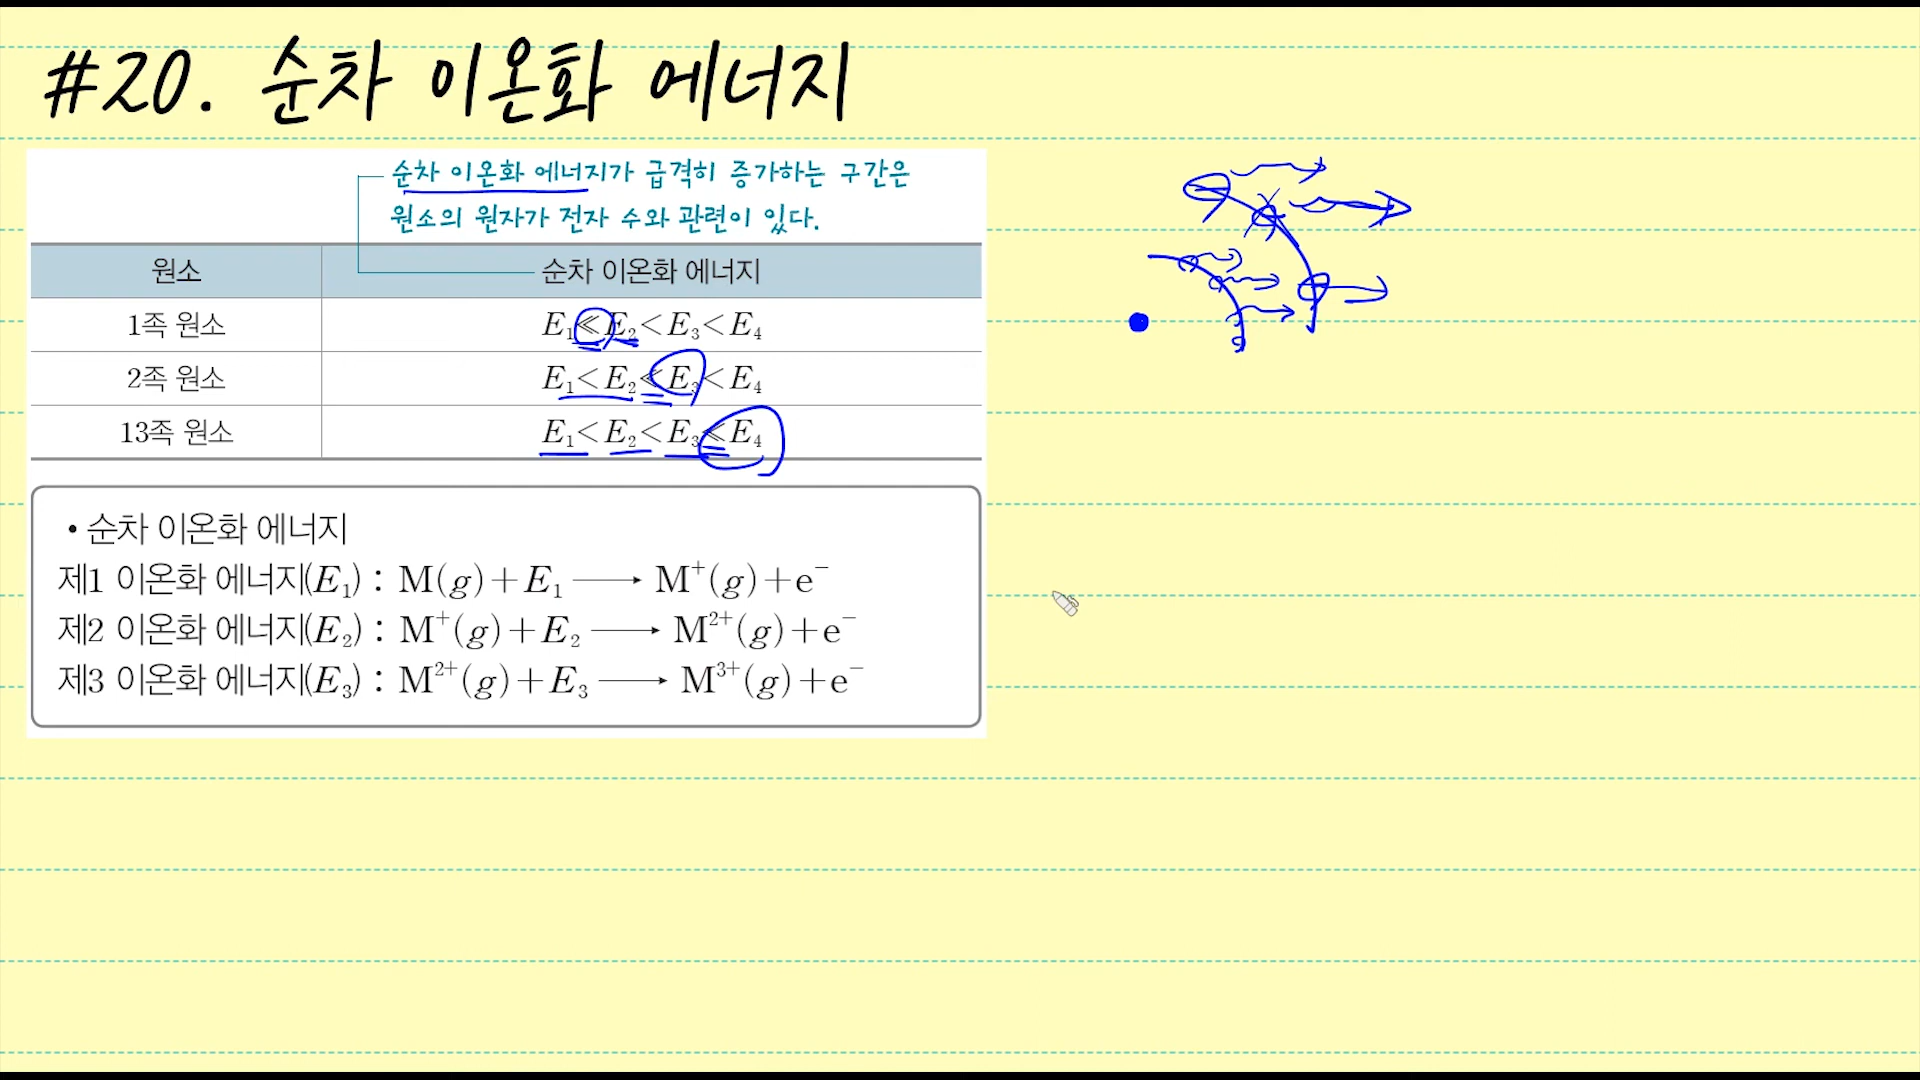 #20. 순차 이온화 에너지
순차 이온화 에너지가 급격히 증가하는 구간은
원소의 원자가 전자 수와 관련이 있다.
원소 순차 이온화 에너지
1족 원소 E₁≪E₂<E₃<E₄
2족 원소 E₁<E₂≪E₃<E₄
13족 원소 E₁<E₂<E₃≪E₄
• 순차 이온화 에너지
제1 이온화 에너지(E₁) : M(g)+E₁ ⟶ M⁺(g)+e⁻
제2 이온화 에너지(E₂) : M⁺(g)+E₂ ⟶ M²⁺(g)+e⁻
제3 이온화 에너지(E₃) : M²⁺(g)+E₃ ⟶ M³⁺(g)+e⁻